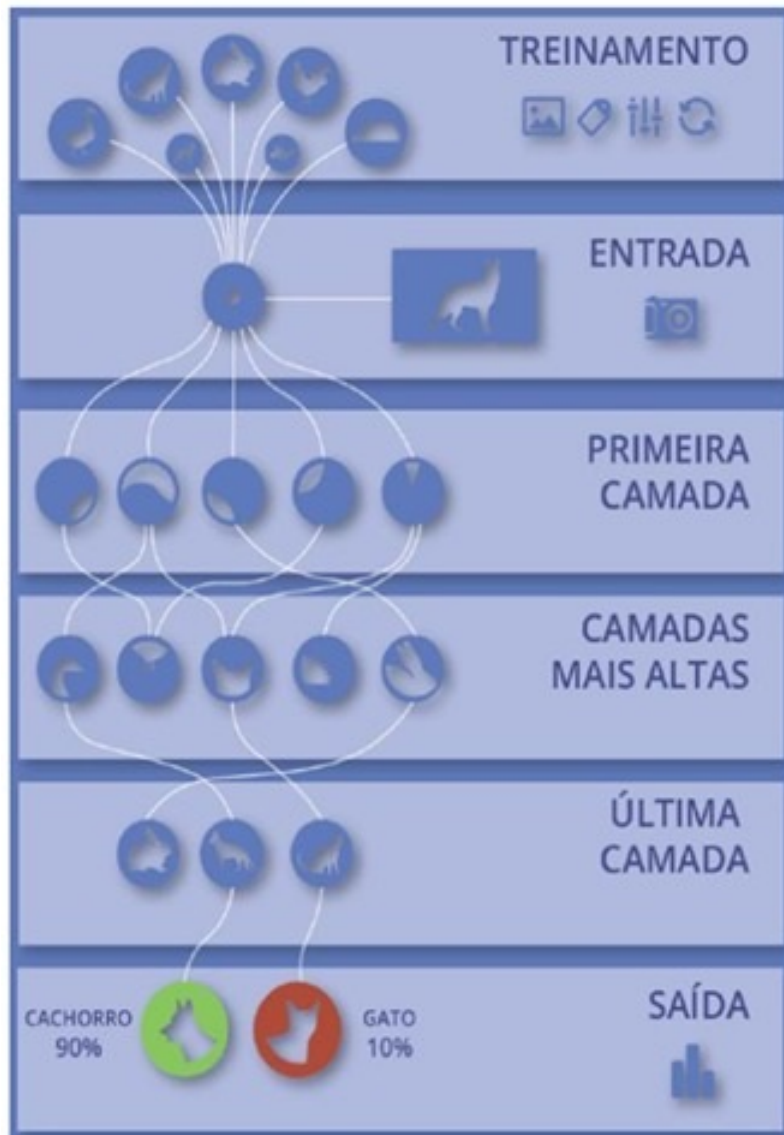 TREINAMENTO
ENTRADA
PRIMEIRA
CAMADA
CAMADAS
MAIS ALTAS
ÚLTIMA
CAMADA
SAÍDA
CACHORRO
90%
GATO
10%